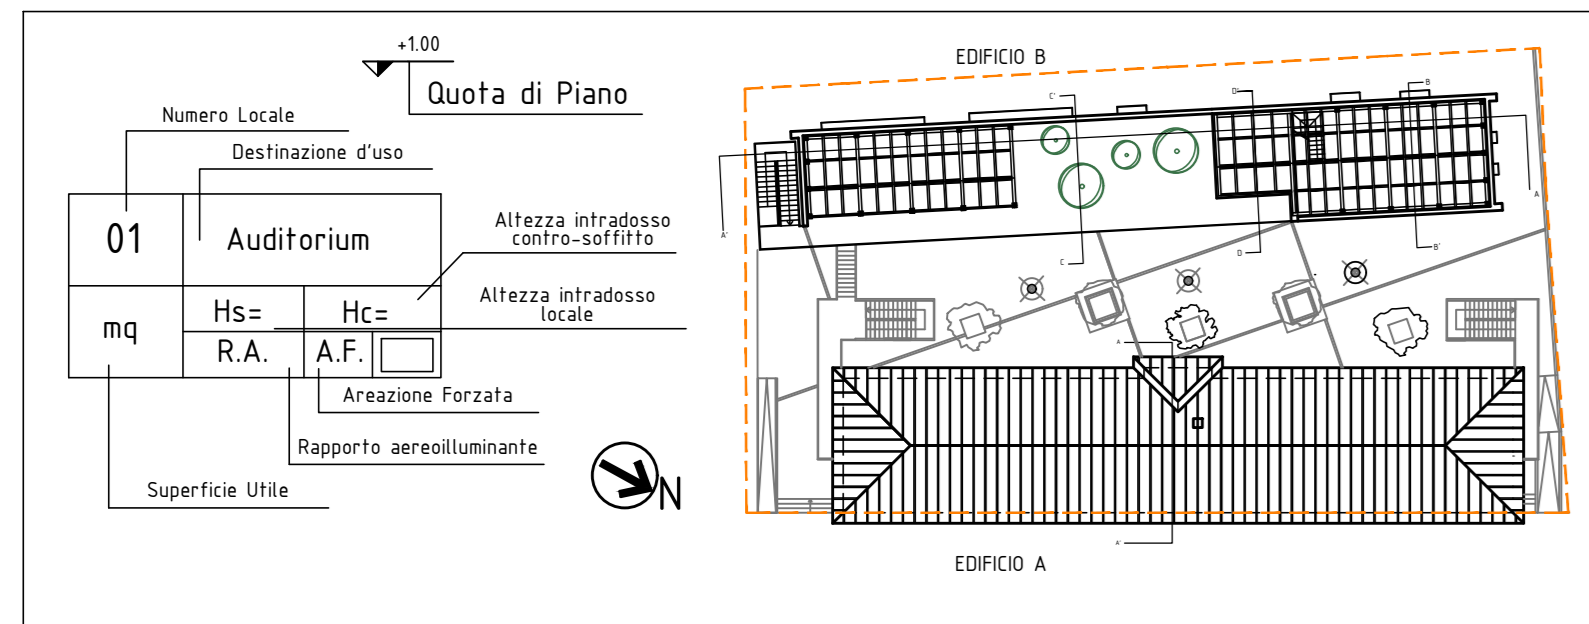 +1.00
Quota di Piano
Numero Locale
Destinazione d'uso
01
Auditorium
Altezza intradosso
contro-soffitto
mq
Hs=
Hc=
Altezza intradosso
locale
R.A.
A.F.
Areazione Forzata
Rapporto aereoilluminante
Superficie Utile
N
EDIFICIO B
C'
D'
B
A'
A
C
D
B'
A
A'
EDIFICIO A